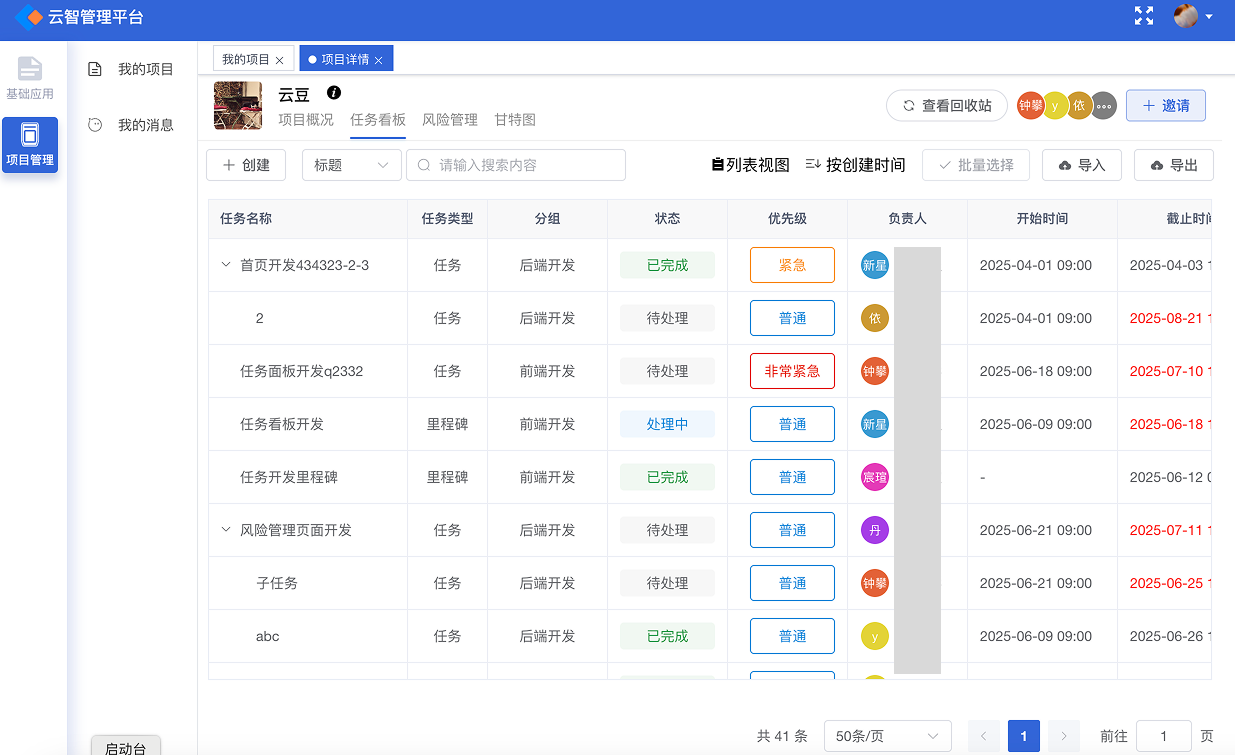 云智管理平台
基础应用
项目管理
我的项目
我的消息
启动台
我的项目 ×
项目详情 ×
云豆
项目概况 任务看板 风险管理 甘特图
查看回收站 钟攀 y 依 邀请
创建 标题 请输入搜索内容 列表视图 按创建时间 批量选择 导入 导出
任务名称 任务类型 分组 状态 优先级 负责人 开始时间 截止时间
首页开发434323-2-3 任务 后端开发 已完成 紧急 新星 2025-04-01 09:00 2025-04-03 1
2 任务 后端开发 待处理 普通 依 2025-04-01 09:00 2025-08-21 1
任务面板开发q2332 任务 前端开发 待处理 非常紧急 钟攀 2025-06-18 09:00 2025-07-10 1
任务看板开发 里程碑 前端开发 处理中 普通 新星 2025-06-09 09:00 2025-06-18 1
任务开发里程碑 里程碑 前端开发 已完成 普通 宸瑄 - 2025-06-12 0
风险管理页面开发 任务 后端开发 待处理 普通 丹 2025-06-21 09:00 2025-07-11 1
子任务 任务 后端开发 待处理 普通 钟攀 2025-06-21 09:00 2025-06-25 1
abc 任务 后端开发 已完成 普通 y 2025-06-09 09:00 2025-06-26 1
共 41 条 50条/页 1 前往 1 页